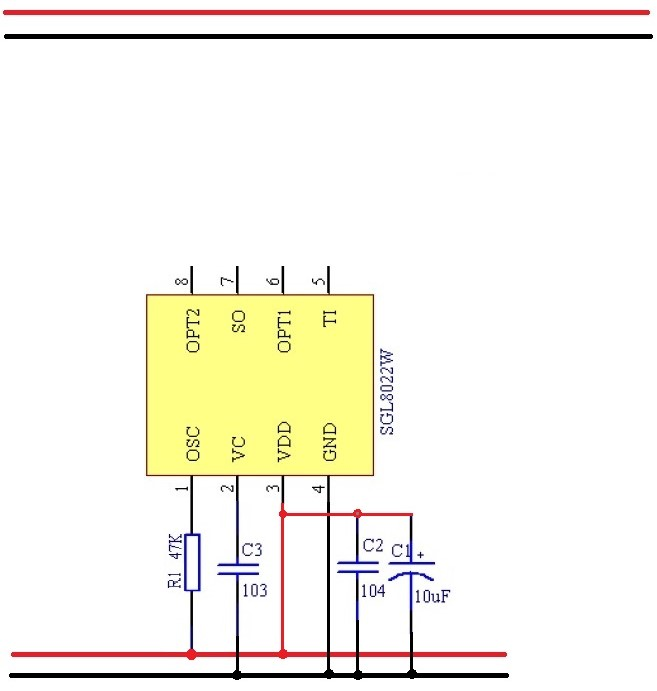 8 7 6 5
OPT2 SO OPT1 TI
SGL8022W
OSC VC VDD GND
1 2 3 4
R1 47K
C3
103
C2
104
C1 +
10uF